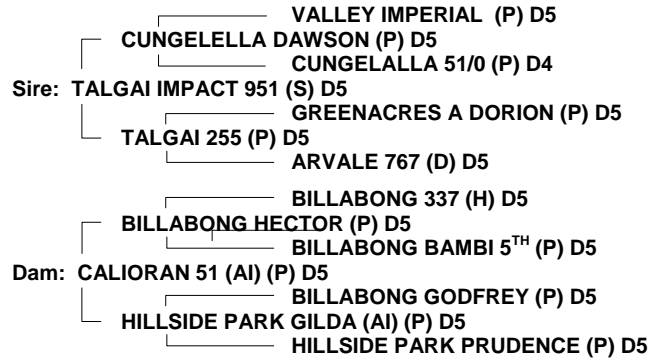 VALLEY IMPERIAL (P) D5
CUNGELELLA DAWSON (P) D5
CUNGELALLA 51/0 (P) D4
Sire: TALGAI IMPACT 951 (S) D5
GREENACRES A DORION (P) D5
TALGAI 255 (P) D5
ARVALE 767 (D) D5
BILLABONG 337 (H) D5
BILLABONG HECTOR (P) D5
BILLABONG BAMBI 5TH (P) D5
Dam: CALIORAN 51 (AI) (P) D5
BILLABONG GODFREY (P) D5
HILLSIDE PARK GILDA (AI) (P) D5
HILLSIDE PARK PRUDENCE (P) D5